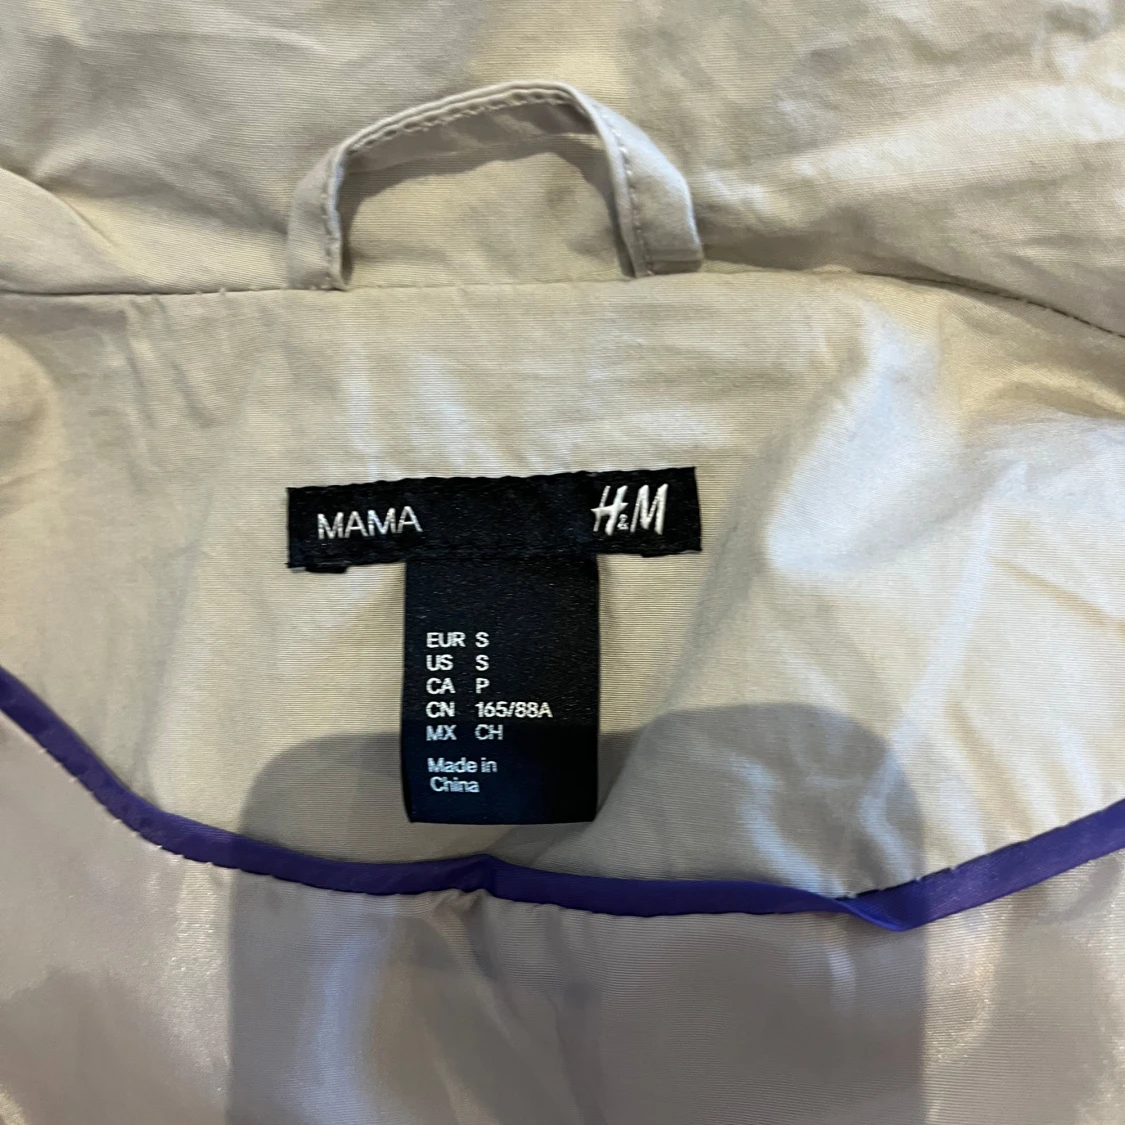 MAMA H&M
EUR S
US S
CA P
CN 165/88A
MX CH
Made in
China